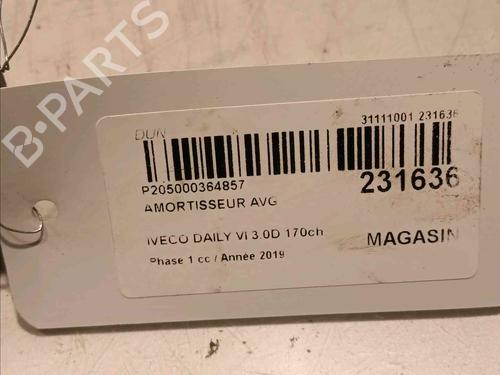 B-PARTS
DUN
31111001 231636
P205000364857
231636
AMORTISSEUR AVG
IVECO DAILY VI 3.0D 170ch
MAGASIN
Phase 1 cc / Année 2019